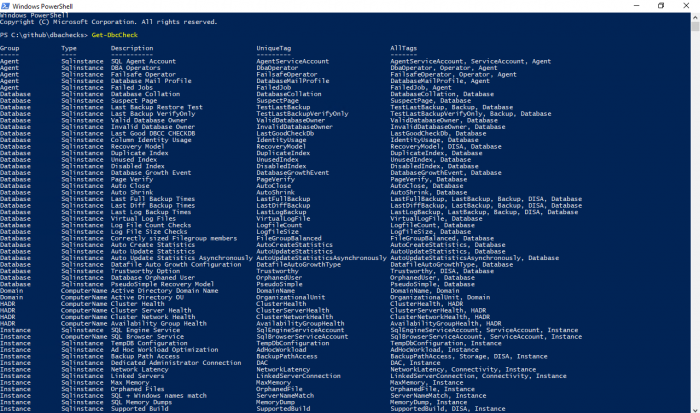 Windows PowerShell
Windows PowerShell
Copyright (C) Microsoft Corporation. All rights reserved.
PS C:\github\dbachecks> Get-DbcCheck
Group Type Description UniqueTag AllTags
----- ---- ----------- --------- -------
Agent Sqlinstance SQL Agent Account AgentServiceAccount AgentServiceAccount, ServiceAccount, Agent
Agent Sqlinstance DBA Operators DbaOperator DbaOperator, Operator, Agent
Agent Sqlinstance Failsafe Operator FailsafeOperator FailsafeOperator, Operator, Agent
Agent Sqlinstance Database Mail Profile DatabaseMailProfile DatabaseMailProfile, Agent
Agent Sqlinstance Failed Jobs FailedJob FailedJob, Agent
Database Sqlinstance Database Collation DatabaseCollation DatabaseCollation, Database
Database Sqlinstance Suspect Page SuspectPage SuspectPage, Database
Database Sqlinstance Last Backup Restore Test TestLastBackup TestLastBackup, Backup, Database
Database Sqlinstance Last Backup VerifyOnly TestLastBackupVerifyOnly TestLastBackupVerifyOnly, Backup, Database
Database Sqlinstance Valid Database Owner ValidDatabaseOwner ValidDatabaseOwner, Database
Database Sqlinstance Invalid Database Owner InvalidDatabaseOwner InvalidDatabaseOwner, Database
Database Sqlinstance Last Good DBCC CHECKDB LastGoodCheckDb LastGoodCheckDb, Database
Database Sqlinstance Column Identity Usage IdentityUsage IdentityUsage, Database
Database Sqlinstance Recovery Model RecoveryModel RecoveryModel, DISA, Database
Database Sqlinstance Duplicate Index DuplicateIndex DuplicateIndex, Database
Database Sqlinstance Unused Index UnusedIndex UnusedIndex, Database
Database Sqlinstance Disabled Index DisabledIndex DisabledIndex, Database
Database Sqlinstance Database Growth Event DatabaseGrowthEvent DatabaseGrowthEvent, Database
Database Sqlinstance Page Verify PageVerify PageVerify, Database
Database Sqlinstance Auto Close AutoClose AutoClose, Database
Database Sqlinstance Auto Shrink AutoShrink AutoShrink, Database
Database Sqlinstance Last Full Backup Times LastFullBackup LastFullBackup, LastBackup, Backup, DISA, Database
Database Sqlinstance Last Diff Backup Times LastDiffBackup LastDiffBackup, LastBackup, Backup, DISA, Database
Database Sqlinstance Last Log Backup Times LastLogBackup LastLogBackup, LastBackup, Backup, DISA, Database
Database Sqlinstance Virtual Log Files VirtualLogFile VirtualLogFile, Database
Database Sqlinstance Log File Count Checks LogfileCount LogfileCount, Database
Database Sqlinstance Log File Size Checks LogfileSize LogfileSize, Database
Database Sqlinstance Correctly sized Filegroup members FileGroupBalanced FileGroupBalanced, Database
Database Sqlinstance Auto Create Statistics AutoCreateStatistics AutoCreateStatistics, Database
Database Sqlinstance Auto Update Statistics AutoUpdateStatistics AutoUpdateStatistics, Database
Database Sqlinstance Auto Update Statistics Asynchronously AutoUpdateStatisticsAsynchronously AutoUpdateStatisticsAsynchronously, Database
Database Sqlinstance Datafile Auto Growth Configuration DatafileAutoGrowthType DatafileAutoGrowthType, Database
Database Sqlinstance Trustworthy Option Trustworthy Trustworthy, DISA, Database
Database Sqlinstance Database Orphaned User OrphanedUser OrphanedUser, Database
Database Sqlinstance PseudoSimple Recovery Model PseudoSimple PseudoSimple, Database
Domain ComputerName Active Directory Domain Name DomainName DomainName, Domain
Domain ComputerName Active Directory OU OrganizationalUnit OrganizationalUnit, Domain
HADR ComputerName Cluster Health ClusterHealth ClusterHealth, HADR
HADR ComputerName Cluster Server Health ClusterServerHealth ClusterServerHealth, HADR
HADR ComputerName Cluster Network Health ClusterNetworkHealth ClusterNetworkHealth, HADR
HADR ComputerName Availability Group Health AvailabilityGroupHealth AvailabilityGroupHealth, HADR
Instance Sqlinstance SQL Engine Service SqlEngineServiceAccount SqlEngineServiceAccount, ServiceAccount, Instance
Instance ComputerName SQL Browser Service SqlBrowserServiceAccount SqlBrowserServiceAccount, ServiceAccount, Instance
Instance Sqlinstance TempDB Configuration TempDbConfiguration TempDbConfiguration, Instance
Instance Sqlinstance Ad Hoc Workload Optimization AdHocWorkload AdHocWorkload, Instance
Instance Sqlinstance Backup Path Access BackupPathAccess BackupPathAccess, Storage, DISA, Instance
Instance Sqlinstance Dedicated Administrator Connection DAC DAC, Instance
Instance Sqlinstance Network Latency NetworkLatency NetworkLatency, Connectivity, Instance
Instance Sqlinstance Linked Servers LinkedServerConnection LinkedServerConnection, Connectivity, Instance
Instance Sqlinstance Max Memory MaxMemory MaxMemory, Instance
Instance Sqlinstance Orphaned Files OrphanedFile OrphanedFile, Instance
Instance Sqlinstance SQL + Windows names match ServerNameMatch ServerNameMatch, Instance
Instance Sqlinstance SQL Memory Dumps MemoryDump MemoryDump, Instance
Instance Sqlinstance Supported Build SupportedBuild SupportedBuild, DISA, Instance